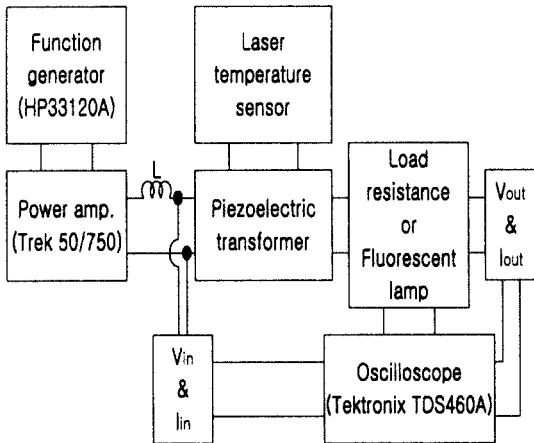 Function
generator
(HP33120A)
Laser
temperature
sensor
L
Power amp.
(Trek 50/750)
Piezoelectric
transformer
Load
resistance
or
Fluorescent
lamp
Vout
&
Iout
Vin
&
Iin
Oscilloscope
(Tektronix TDS460A)